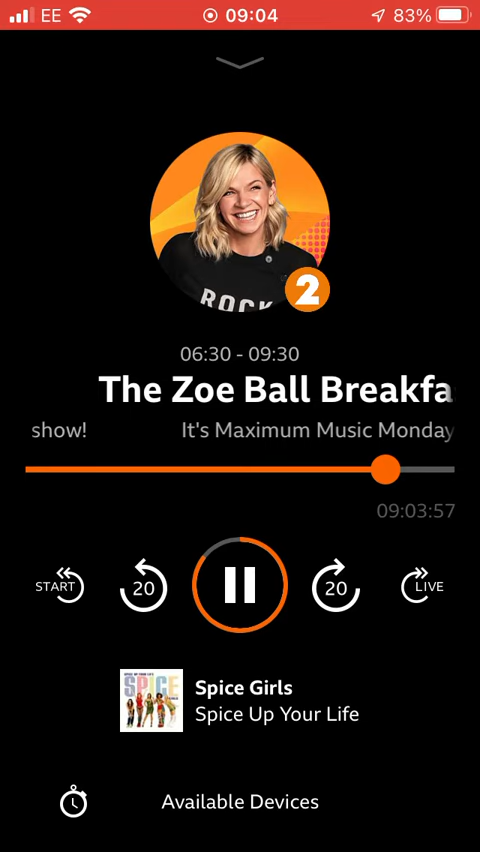 EE 09:04 83%
ROCK
2
06:30 - 09:30
The Zoe Ball Breakfa
show! It's Maximum Music Monday
09:03:57
START 20 20 LIVE
SPICE
Spice Girls
Spice Up Your Life
Available Devices